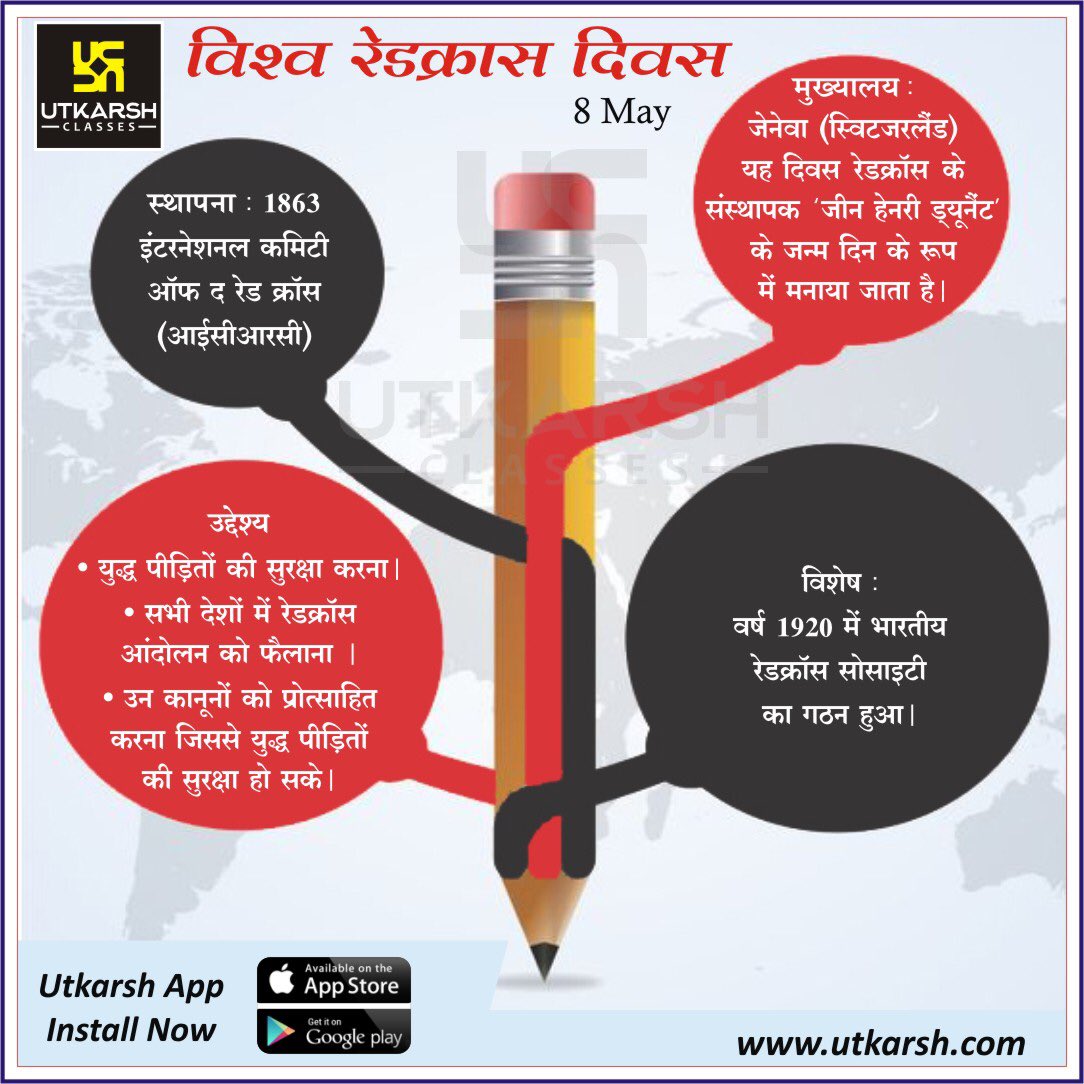 UTKARSH
CLASSES
विश्व रेडक्रास दिवस
8 May
स्थापना : 1863
इंटरनेशनल कमिटी
ऑफ द रेड क्रॉस
(आईसीआरसी)
मुख्यालय :
जेनेवा (स्विटजरलैंड)
यह दिवस रेडक्रॉस के
संस्थापक 'जीन हेनरी ड्यूनैंट'
के जन्म दिन के रूप
में मनाया जाता है।
UTKARSH
CLASSES
उद्देश्य
• युद्ध पीड़ितों की सुरक्षा करना।
• सभी देशों में रेडक्रॉस
आंदोलन को फैलाना ।
• उन कानूनों को प्रोत्साहित
करना जिससे युद्ध पीड़ितों
की सुरक्षा हो सके।
विशेष :
वर्ष 1920 में भारतीय
रेडक्रॉस सोसाइटी
का गठन हुआ।
Utkarsh App
Install Now
Available on the
App Store
Get it on
Google play
www.utkarsh.com